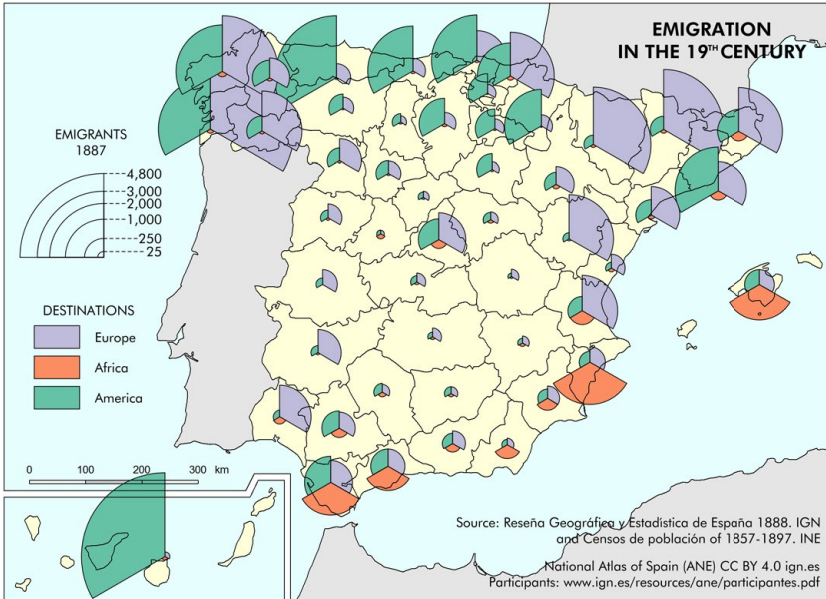 EMIGRATION
IN THE 19TH CENTURY
EMIGRANTS
1887
4,800
3,000
2,000
1,000
250
25
DESTINATIONS
Europe
Africa
America
0 100 200 300 km
Source: Reseña Geográfica y Estadistica de España 1888. IGN
and Censos de población of 1857-1897. INE
National Atlas of Spain (ANE) CC BY 4.0 ign.es
Participants: www.ign.es/resources/ane/participantes.pdf